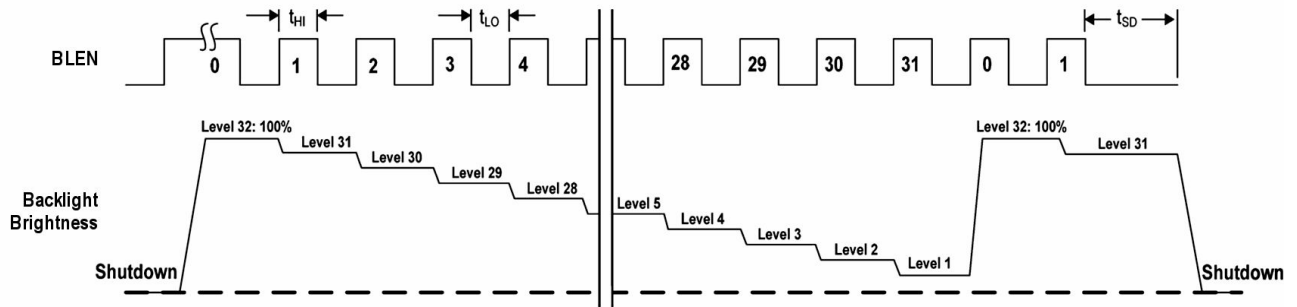 tHI
tLO
tSD
BLEN
0
1
2
3
4
28
29
30
31
0
1
Level 32: 100%
Level 31
Level 30
Level 29
Level 28
Level 5
Level 4
Level 3
Level 2
Level 1
Level 32: 100%
Level 31
Backlight
Brightness
Shutdown
Shutdown